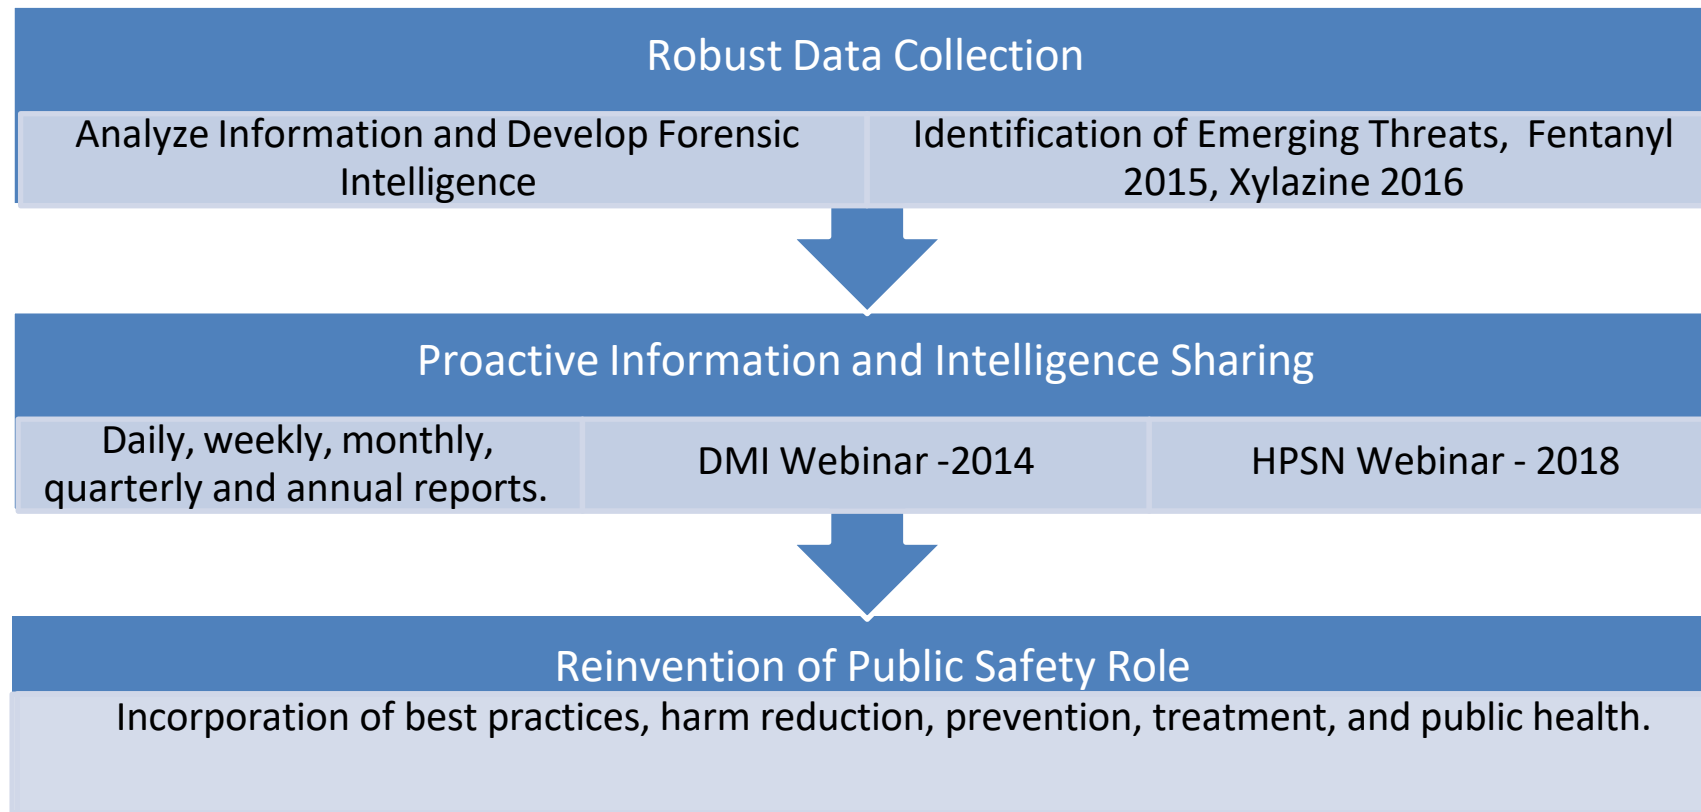 Robust Data Collection
Analyze Information and Develop Forensic
Intelligence
Identification of Emerging Threats,  Fentanyl
2015, Xylazine 2016
Proactive Information and Intelligence Sharing
Daily, weekly, monthly,
quarterly and annual reports.
DMI Webinar -2014
HPSN Webinar - 2018
Reinvention of Public Safety Role
Incorporation of best practices, harm reduction, prevention, treatment, and public health.